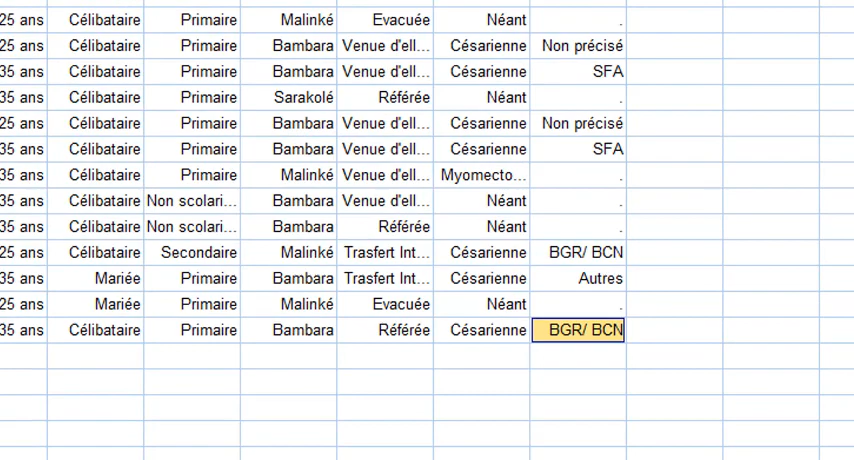 25 ans Célibataire Primaire Malinké Evacuée Néant .
25 ans Célibataire Primaire Bambara Venue d'ell... Césarienne Non précisé
35 ans Célibataire Primaire Bambara Venue d'ell... Césarienne SFA
35 ans Célibataire Primaire Sarakolé Référée Néant .
25 ans Célibataire Primaire Bambara Venue d'ell... Césarienne Non précisé
35 ans Célibataire Primaire Bambara Venue d'ell... Césarienne SFA
35 ans Célibataire Primaire Malinké Venue d'ell... Myomecto... .
35 ans Célibataire Non scolari... Bambara Venue d'ell... Néant .
35 ans Célibataire Non scolari... Bambara Référée Néant .
25 ans Célibataire Secondaire Malinké Trasfert Int... Césarienne BGR/ BCN
35 ans Mariée Primaire Bambara Trasfert Int... Césarienne Autres
25 ans Mariée Primaire Malinké Evacuée Néant .
35 ans Célibataire Primaire Bambara Référée Césarienne BGR/ BCN